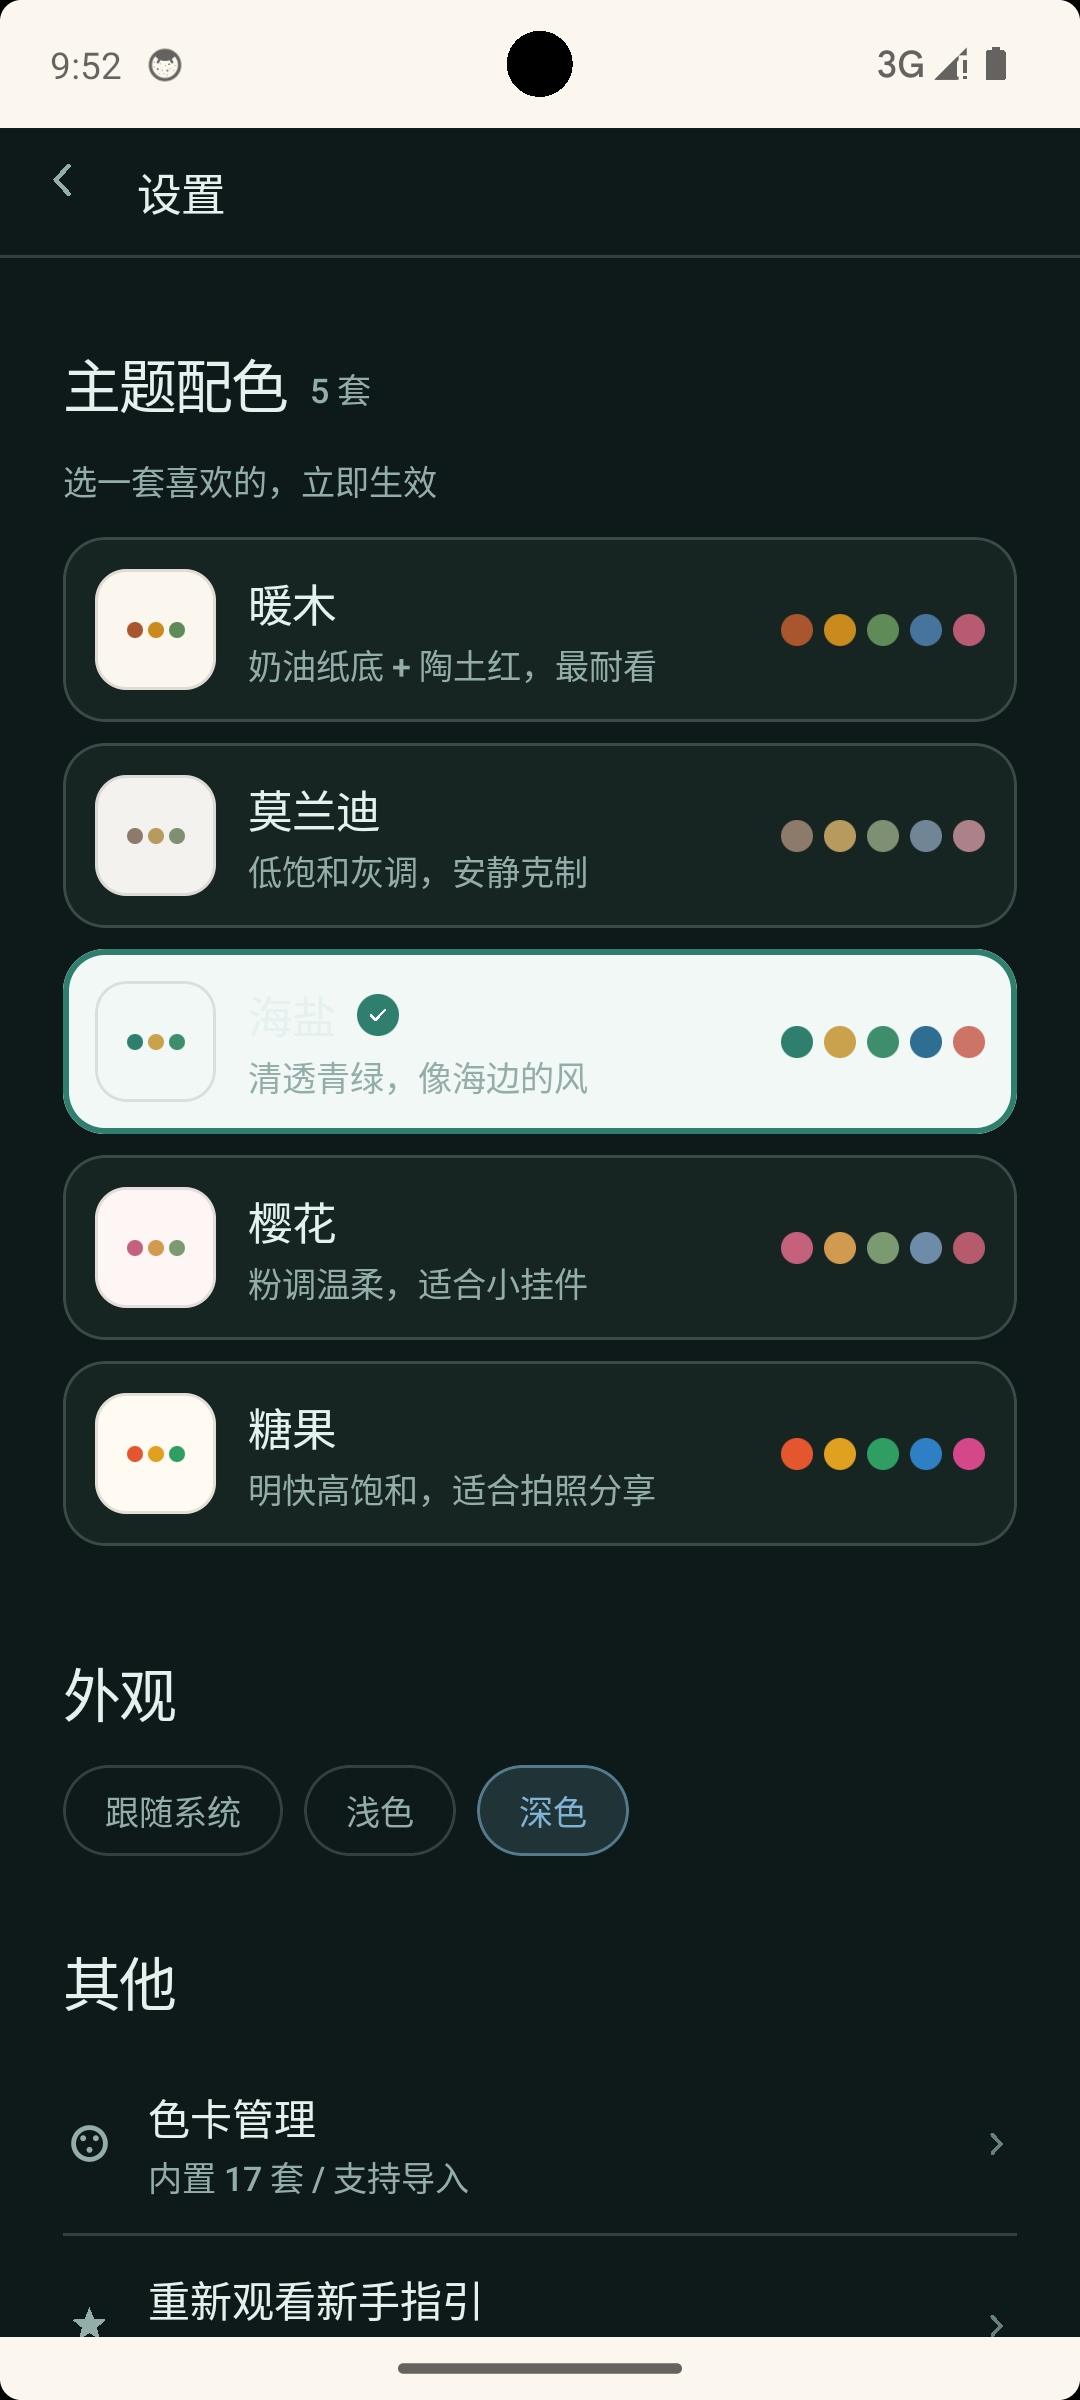 9:52
3G
设置
主题配色 5 套
选一套喜欢的，立即生效
暖木
奶油纸底 + 陶土红，最耐看
莫兰迪
低饱和灰调，安静克制
海盐
清透青绿，像海边的风
樱花
粉调温柔，适合小挂件
糖果
明快高饱和，适合拍照分享
外观
跟随系统
浅色
深色
其他
色卡管理
内置 17 套 / 支持导入
重新观看新手指引